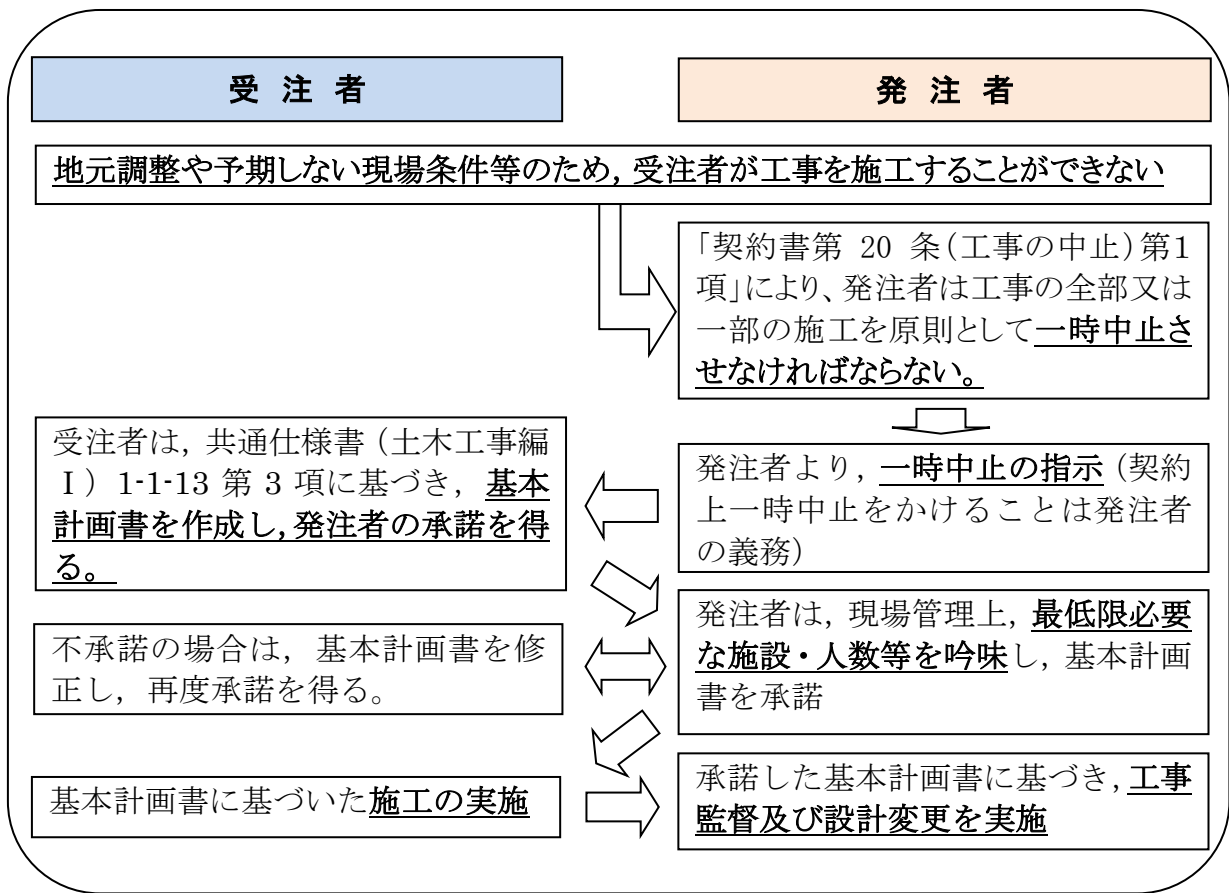 受 注 者
発 注 者
地元調整や予期しない現場条件等のため，受注者が工事を施工することができない
「契約書第 20 条（工事の中止）第1
項」により、発注者は工事の全部又は
一部の施工を原則として一時中止さ
せなければならない。
発注者より，一時中止の指示（契約
上一時中止をかけることは発注者
の義務）
受注者は，共通仕様書（土木工事編
Ⅰ）1-1-13 第 3 項に基づき，基本
計画書を作成し，発注者の承諾を得
る。
発注者は，現場管理上，最低限必要
な施設・人数等を吟味し，基本計画
書を承諾
不承諾の場合は，基本計画書を修
正し，再度承諾を得る。
基本計画書に基づいた施工の実施
承諾した基本計画書に基づき，工事
監督及び設計変更を実施